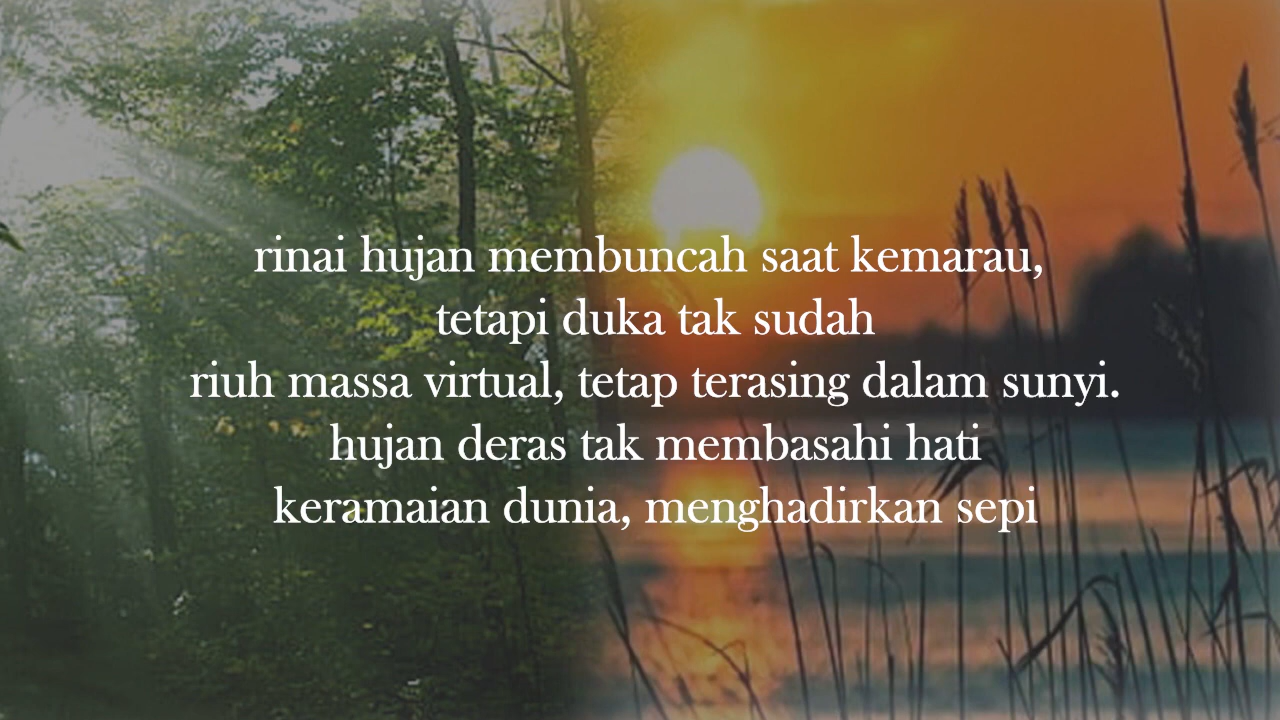 rinai hujan membuncah saat kemarau,
tetapi duka tak sudah
riuh massa virtual, tetap terasing dalam sunyi.
hujan deras tak membasahi hati
keramaian dunia, menghadirkan sepi